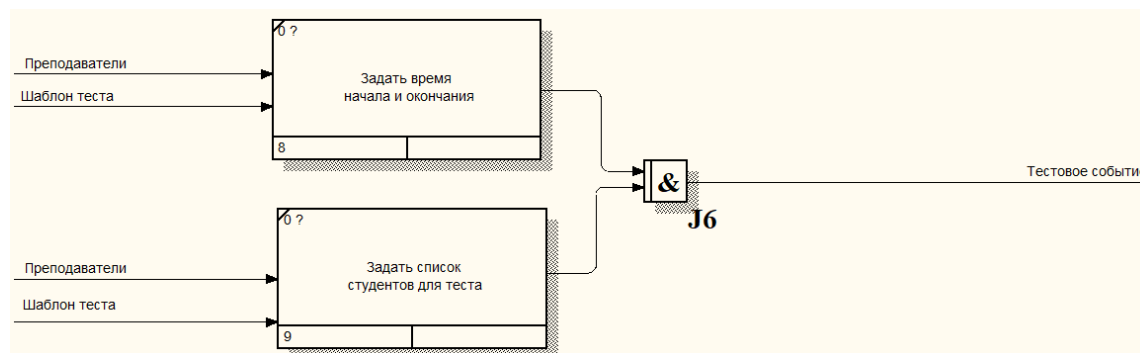 0 ?
Преподаватели
Задать время
Шаблон теста
начала и окончания
8
Тестовое событие
&
J6
0 ?
Преподаватели
Задать список
студентов для теста
Шаблон теста
9